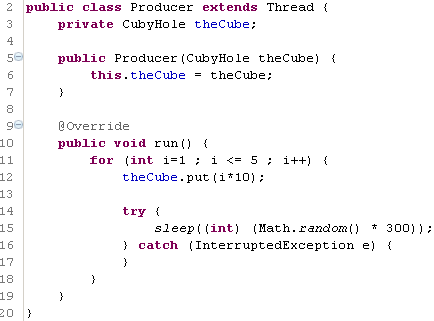 2 public class Producer extends Thread {
3     private CubyHole theCube;
4
5     public Producer(CubyHole theCube) {
6         this.theCube = theCube;
7     }
8
9     @Override
10     public void run() {
11         for (int i=1 ; i <= 5 ; i++) {
12             theCube.put(i*10);
13
14             try {
15                 sleep((int) (Math.random() * 300));
16             } catch (InterruptedException e) {
17             }
18         }
19     }
20 }